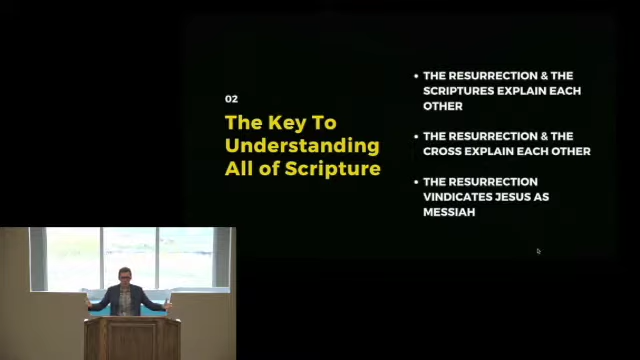 02
The Key To
Understanding
All of Scripture
• THE RESURRECTION & THE
SCRIPTURES EXPLAIN EACH
OTHER
• THE RESURRECTION & THE
CROSS EXPLAIN EACH OTHER
• THE RESURRECTION
VINDICATES JESUS AS
MESSIAH